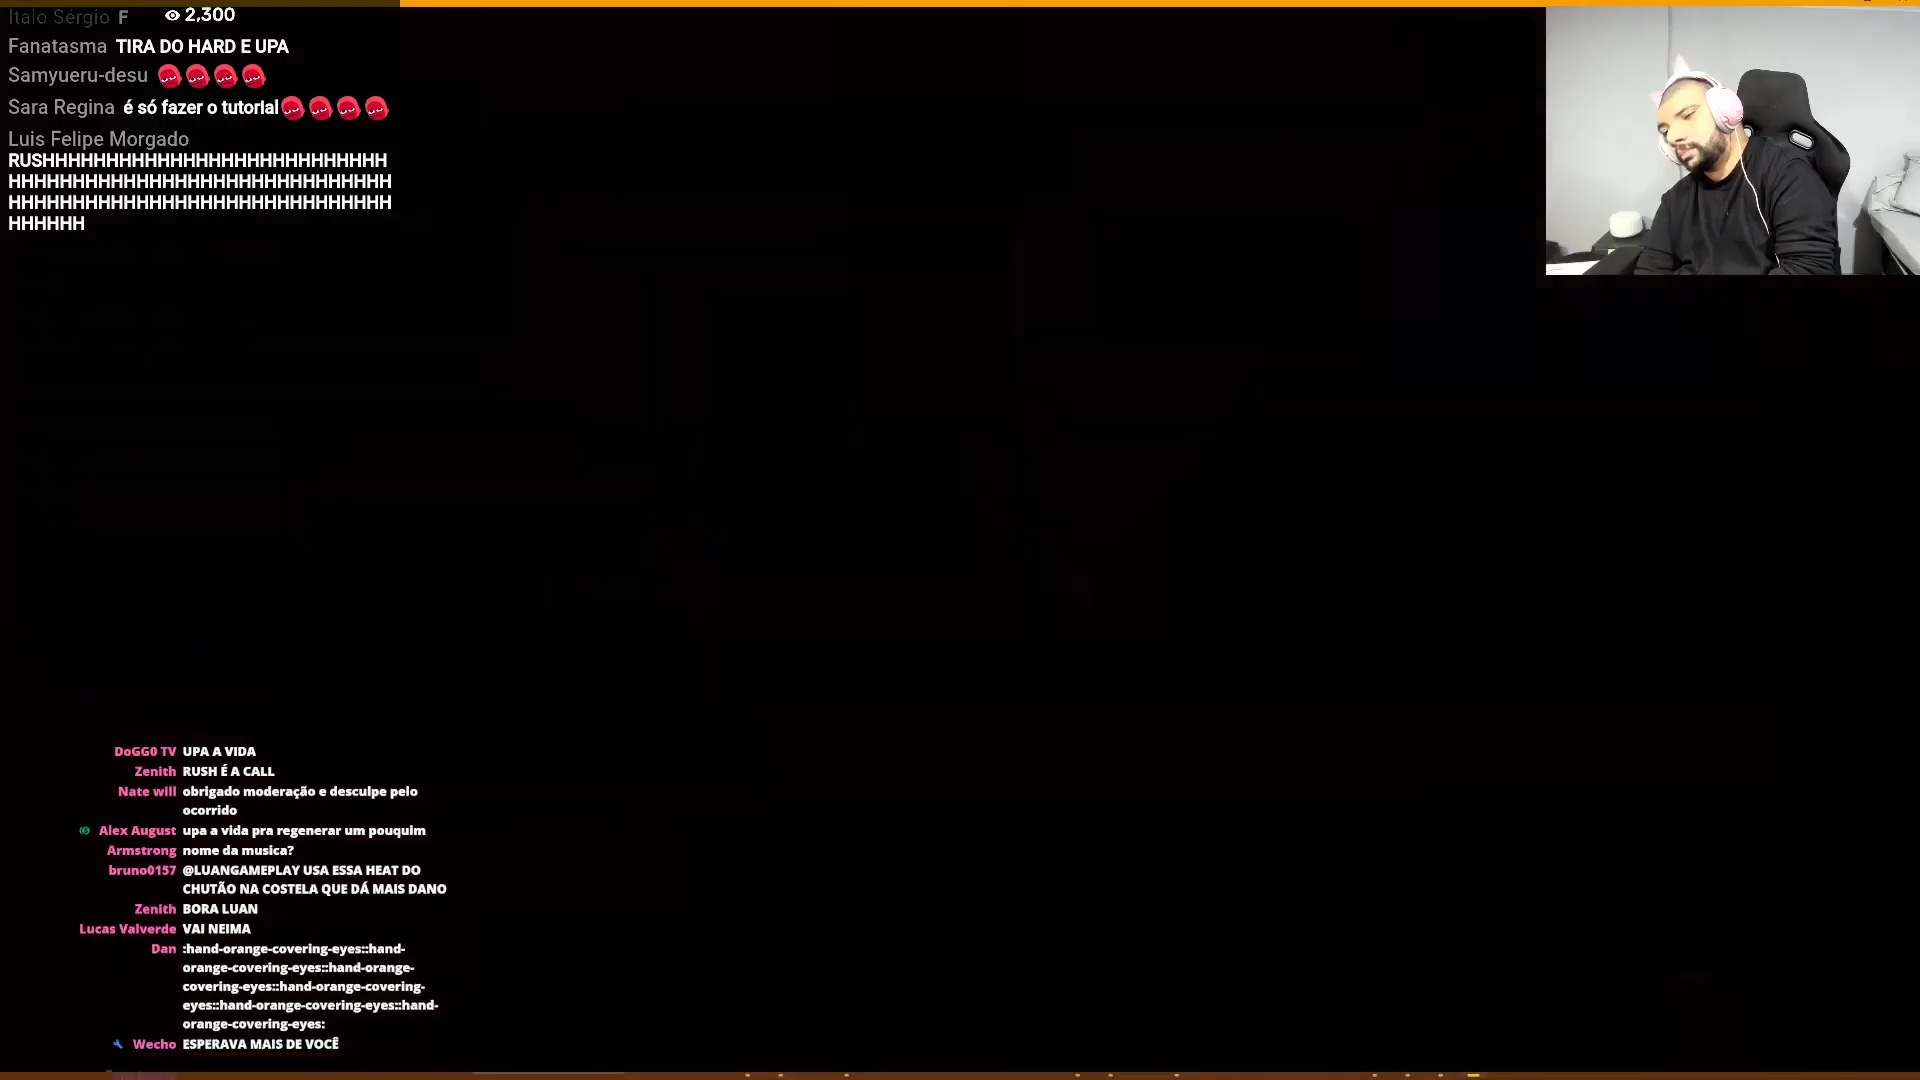 Italo Sérgio F 2,300
Fanatasma TIRA DO HARD E UPA
Samyueru-desu
Sara Regina é só fazer o tutorial
Luis Felipe Morgado
RUSHHHHHHHHHHHHHHHHHHHHHHHHHHH
HHHHHHHHHHHHHHHHHHHHHHHHHHHHHH
HHHHHHHHHHHHHHHHHHHHHHHHHHHHHH
HHHHHH
DoGG0 TV UPA A VIDA
Zenith RUSH É A CALL
Nate will obrigado moderação e desculpe pelo
ocorrido
Alex August upa a vida pra regenerar um pouquim
Armstrong nome da musica?
bruno0157 @LUANGAMEPLAY USA ESSA HEAT DO
CHUTÃO NA COSTELA QUE DÁ MAIS DANO
Zenith BORA LUAN
Lucas Valverde VAI NEIMA
Dan :hand-orange-covering-eyes::hand-
orange-covering-eyes::hand-orange-
covering-eyes::hand-orange-covering-
eyes::hand-orange-covering-eyes::hand-
orange-covering-eyes:
Wecho ESPERAVA MAIS DE VOCÊ